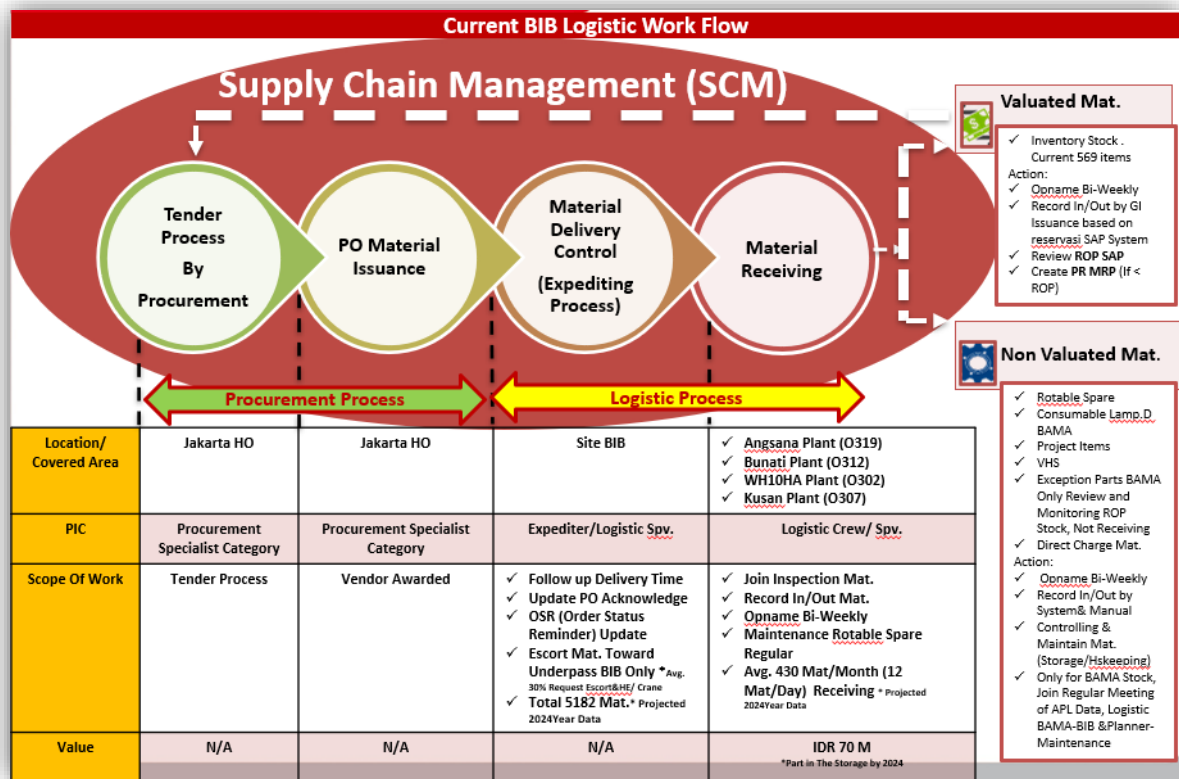 Current BIB Logistic Work Flow
Supply Chain Management (SCM)
Tender
Process
By
Procurement
PO Material
Issuance
Material
Delivery
Control
(Expediting
Process)
Material
Receiving
Procurement Process
Logistic Process
Valuated Mat.
✓ Inventory Stock .
Current 569 items
Action:
✓ Opname Bi-Weekly
✓ Record In/Out by GI
Issuance based on
reservasi SAP System
✓ Review ROP SAP
✓ Create PR MRP (If <
ROP)
Non Valuated Mat.
✓ Rotable Spare
✓ Consumable Lamp.D
BAMA
✓ Project Items
✓ VHS
✓ Exception Parts BAMA
Only Review and
Monitoring ROP
Stock, Not Receiving
✓ Direct Charge Mat.
Action:
✓ Opname Bi-Weekly
✓ Record In/Out by
System& Manual
✓ Controlling &
Maintain Mat.
(Storage/Hskeeping)
✓ Only for BAMA Stock,
Join Regular Meeting
of APL Data, Logistic
BAMA-BIB &Planner-
Maintenance
Location/
Covered Area
Jakarta HO
Jakarta HO
Site BIB
✓ Angsana Plant (O319)
✓ Bunati Plant (O312)
✓ WH10HA Plant (O302)
✓ Kusan Plant (O307)
PIC
Procurement
Specialist Category
Procurement Specialist
Category
Expediter/Logistic Spv.
Logistic Crew/ Spv.
Scope Of Work
Tender Process
Vendor Awarded
✓ Follow up Delivery Time
✓ Update PO Acknowledge
✓ OSR (Order Status
Reminder) Update
✓ Escort Mat. Toward
Underpass BIB Only *Avg.
30% Request Escort&HE/ Crane
✓ Total 5182 Mat.* Projected
2024Year Data
✓ Join Inspection Mat.
✓ Record In/Out Mat.
✓ Opname Bi-Weekly
✓ Maintenance Rotable Spare
Regular
✓ Avg. 430 Mat/Month (12
Mat/Day) Receiving * Projected
2024Year Data
Value
N/A
N/A
N/A
IDR 70 M
*Part in The Storage by 2024